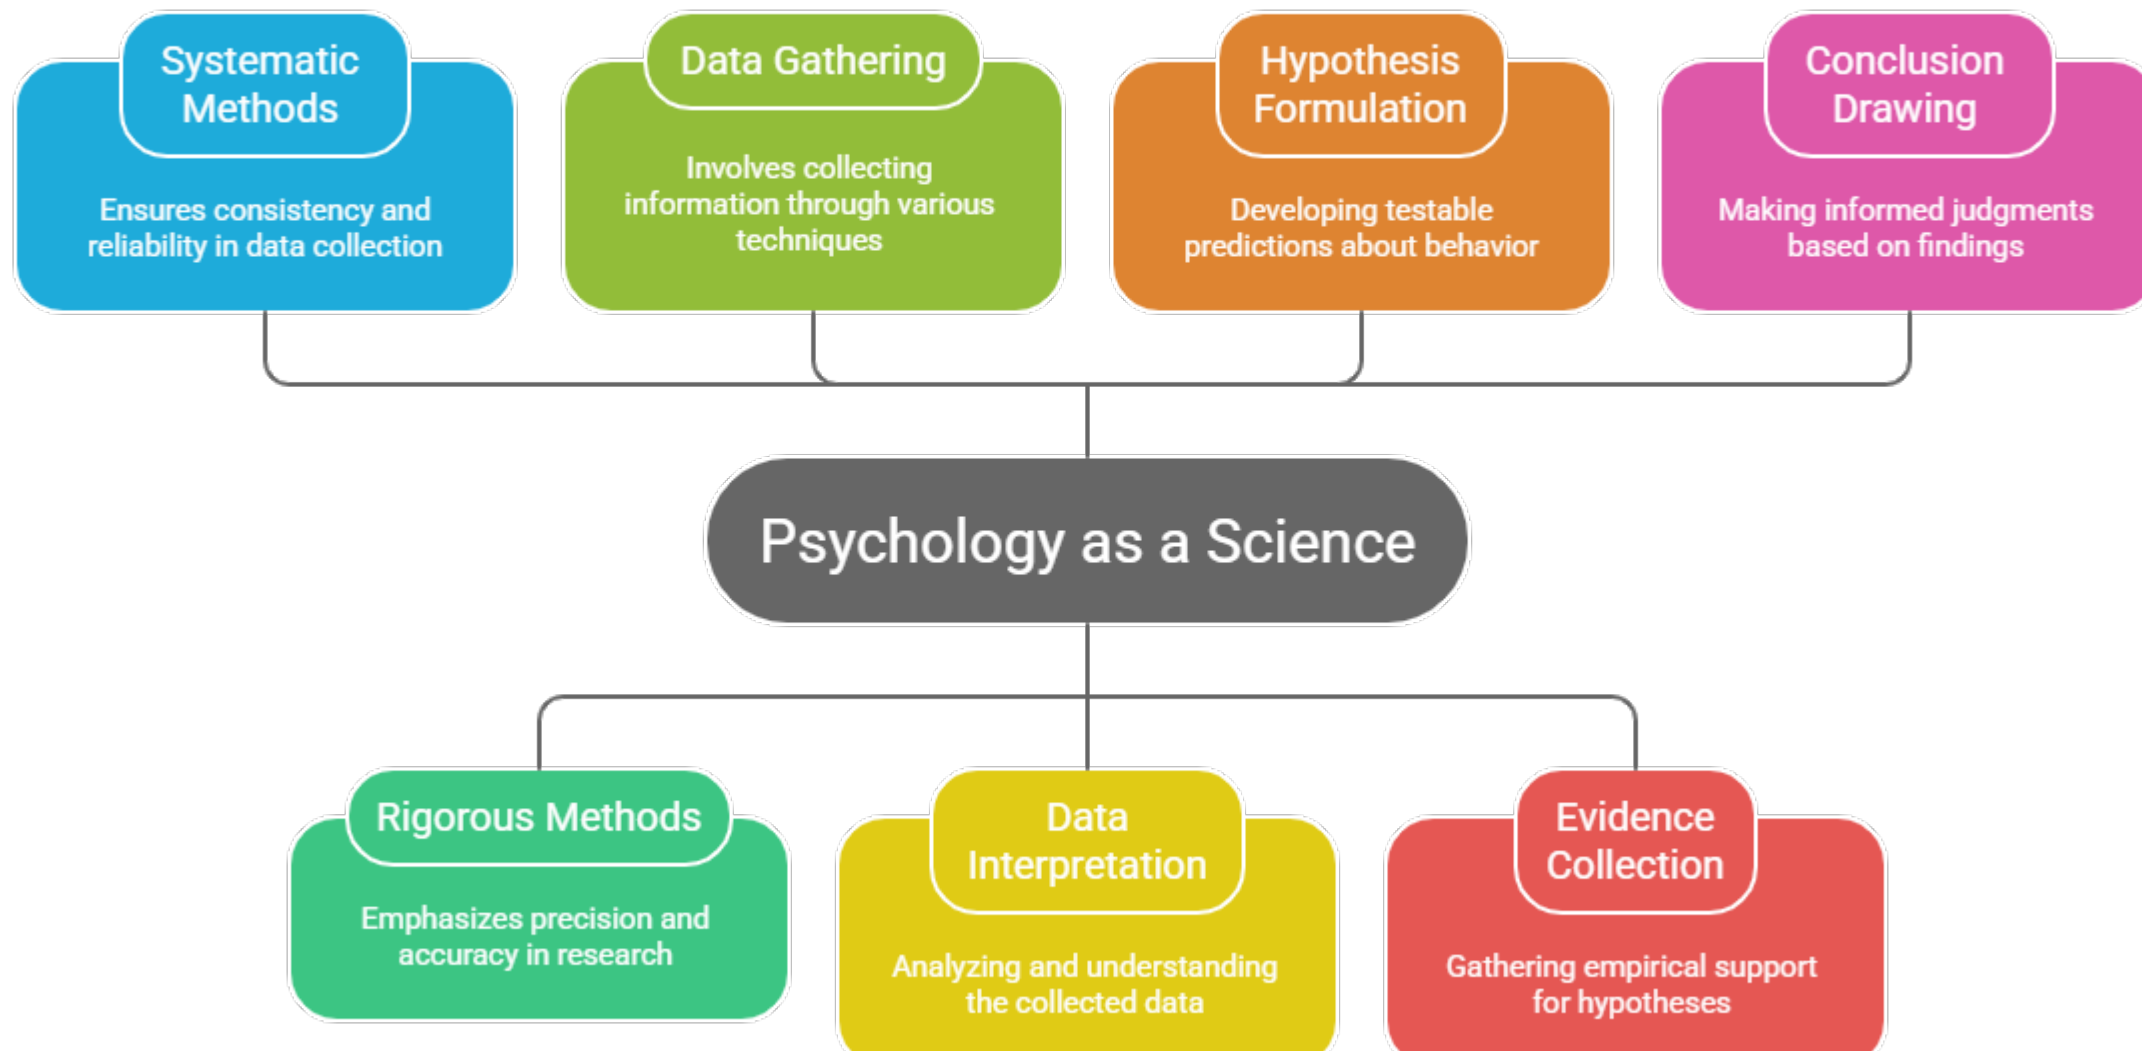 Systematic
Methods
Ensures consistency and
reliability in data collection
Data Gathering
Involves collecting
information through various
techniques
Hypothesis
Formulation
Developing testable
predictions about behavior
Conclusion
Drawing
Making informed judgments
based on findings
Psychology as a Science
Rigorous Methods
Emphasizes precision and
accuracy in research
Data
Interpretation
Analyzing and understanding
the collected data
Evidence
Collection
Gathering empirical support
for hypotheses